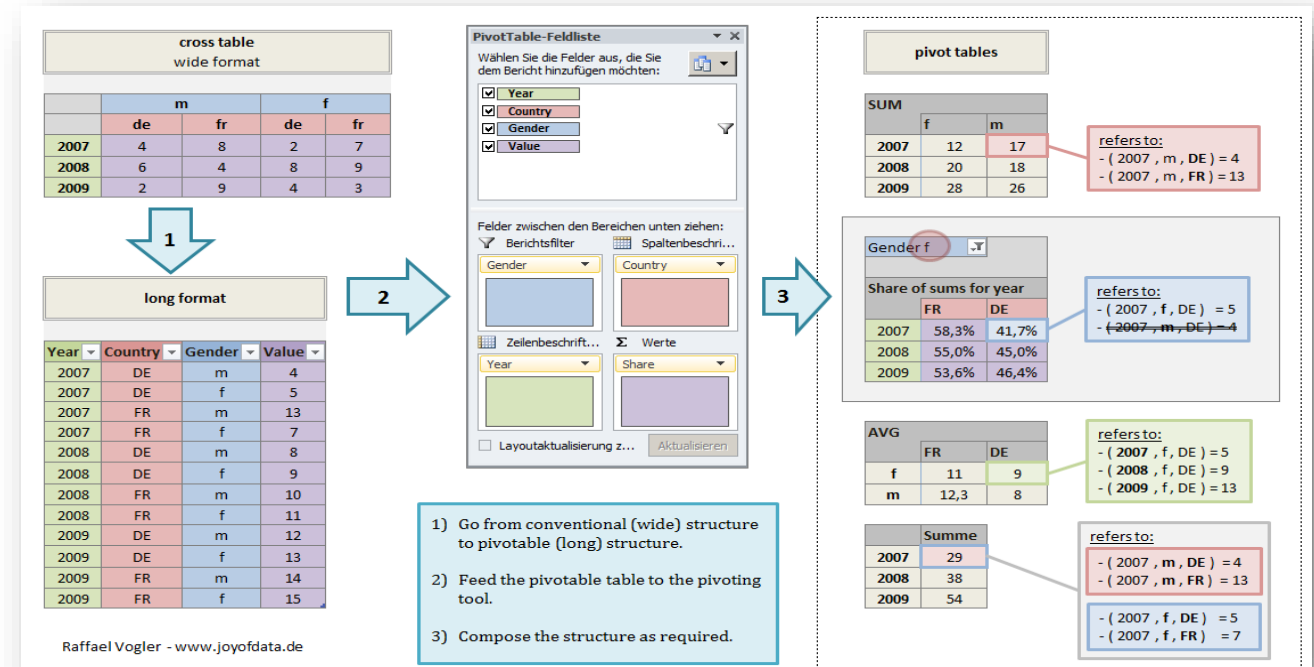 cross table
wide format
m f
de fr de fr
2007 4 8 2 7
2008 6 4 8 9
2009 2 9 4 3
1
long format
Year Country Gender Value
2007 DE m 4
2007 DE f 5
2007 FR m 13
2007 FR f 7
2008 DE m 8
2008 DE f 9
2008 FR m 10
2008 FR f 11
2009 DE m 12
2009 DE f 13
2009 FR m 14
2009 FR f 15
Raffael Vogler - www.joyofdata.de
2
PivotTable-Feldliste
Wählen Sie die Felder aus, die Sie
dem Bericht hinzufügen möchten:
Year
Country
Gender
Value
Felder zwischen den Bereichen unten ziehen:
Berichtsfilter Spaltenbeschri...
Gender Country
Zeilenbeschrift... Σ Werte
Year Share
Layoutaktualisierung z... Aktualisieren
1) Go from conventional (wide) structure
to pivotable (long) structure.
2) Feed the pivotable table to the pivoting
tool.
3) Compose the structure as required.
3
pivot tables
SUM
f m
2007 12 17
2008 20 18
2009 28 26
refers to:
- ( 2007 , m , DE ) = 4
- ( 2007 , m , FR ) = 13
Gender f
Share of sums for year
FR DE
2007 58,3% 41,7%
2008 55,0% 45,0%
2009 53,6% 46,4%
refers to:
- ( 2007 , f , DE ) = 5
- ( 2007 , m , DE ) = 4
AVG
FR DE
f 11 9
m 12,3 8
refers to:
- ( 2007 , f , DE ) = 5
- ( 2008 , f , DE ) = 9
- ( 2009 , f , DE ) = 13
Summe
2007 29
2008 38
2009 54
refers to:
- ( 2007 , m , DE ) = 4
- ( 2007 , m , FR ) = 13
- ( 2007 , f , DE ) = 5
- ( 2007 , f , FR ) = 7